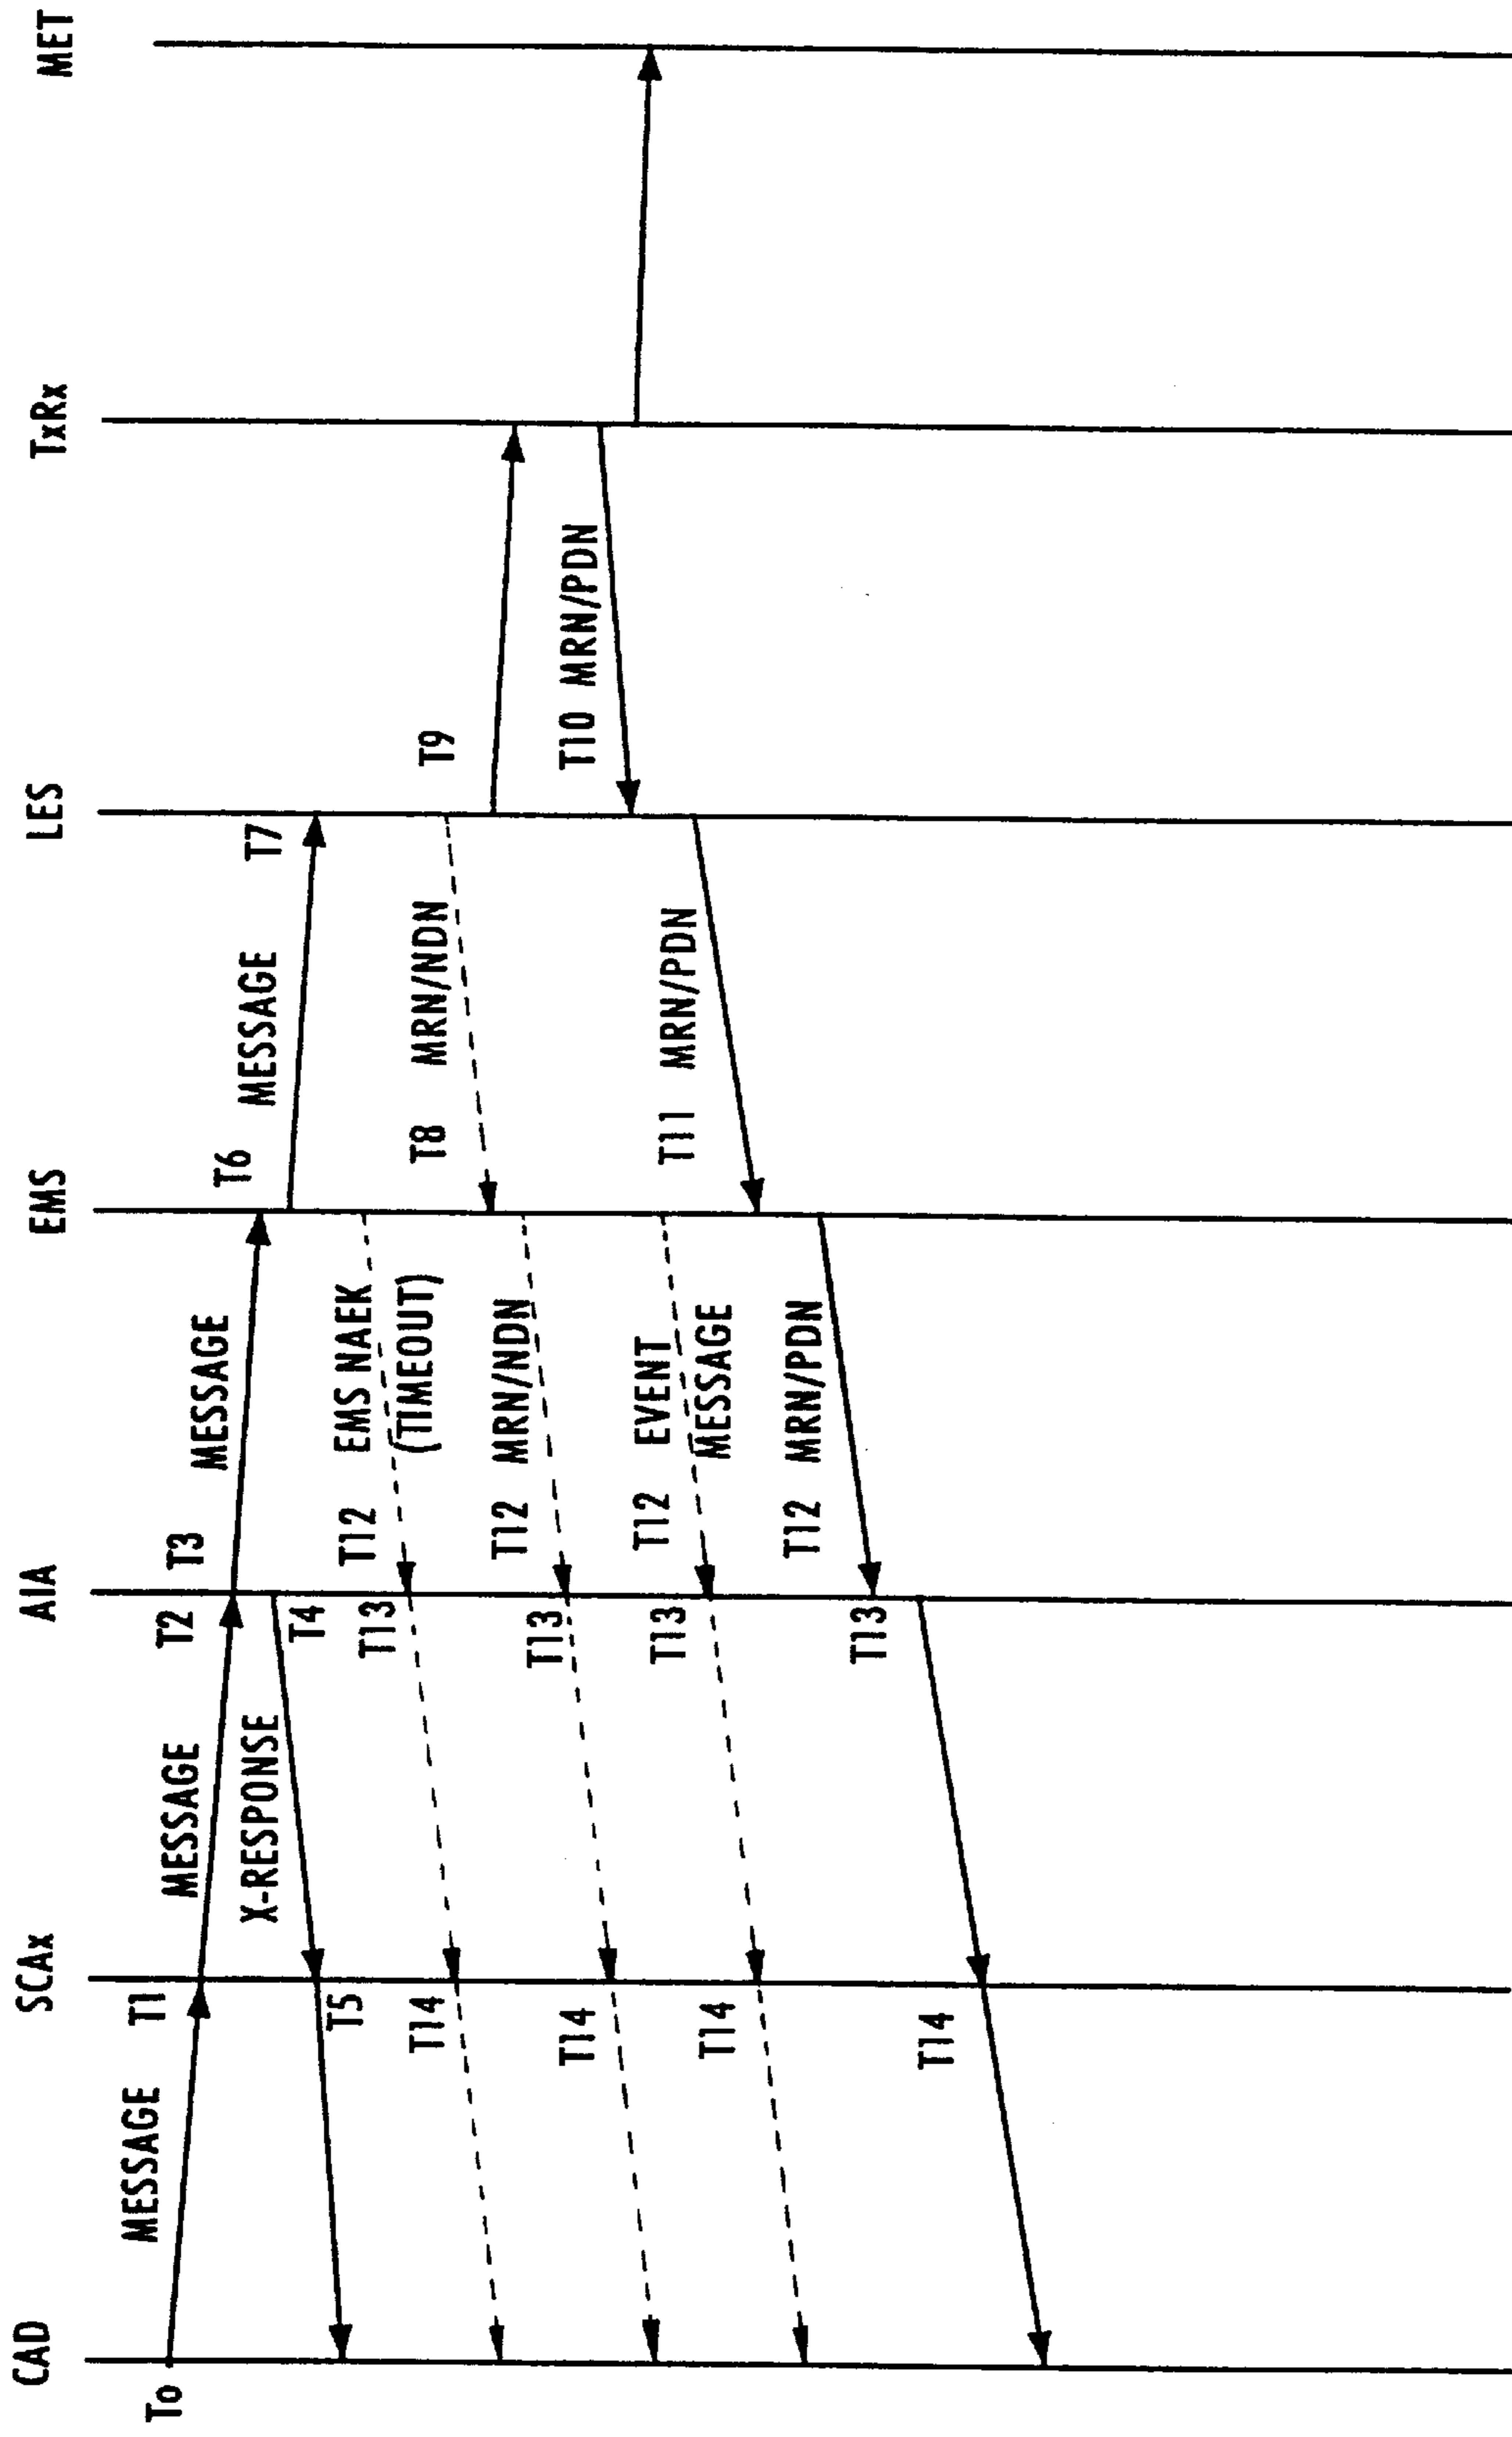 CAD
SCAx
AIA
EMS
LES
TxRx
MET
To
MESSAGE
T1
MESSAGE
T2
T3
MESSAGE
T6
MESSAGE
T7
X-RESPONSE
T4
T5
T12 EMS NAEK
(TIMEOUT)
T13
T14
T8 MRN/NDN
T9
T12 MRN/NDN
T13
T14
T10 MRN/PDN
T12 EVENT
MESSAGE
T13
T14
T11 MRN/PDN
T12 MRN/PDN
T13
T14